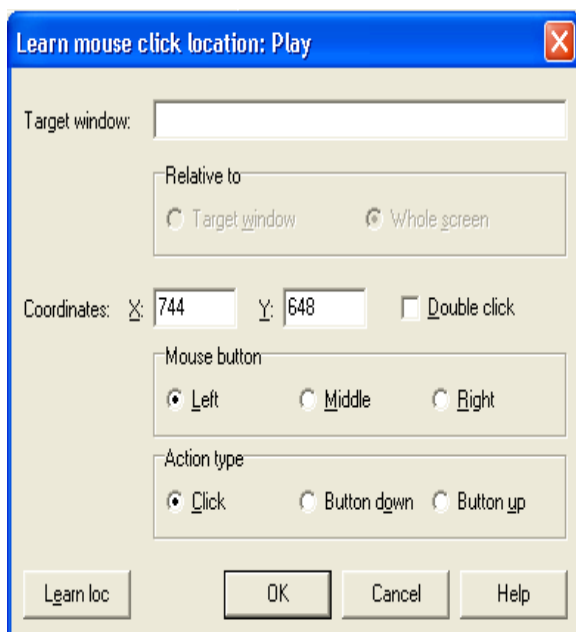 Learn mouse click location: Play
Target window:
Relative to
Target window Whole screen
Coordinates: X: 744 Y: 648 Double click
Mouse button
Left Middle Right
Action type
Click Button down Button up
Learn loc OK Cancel Help